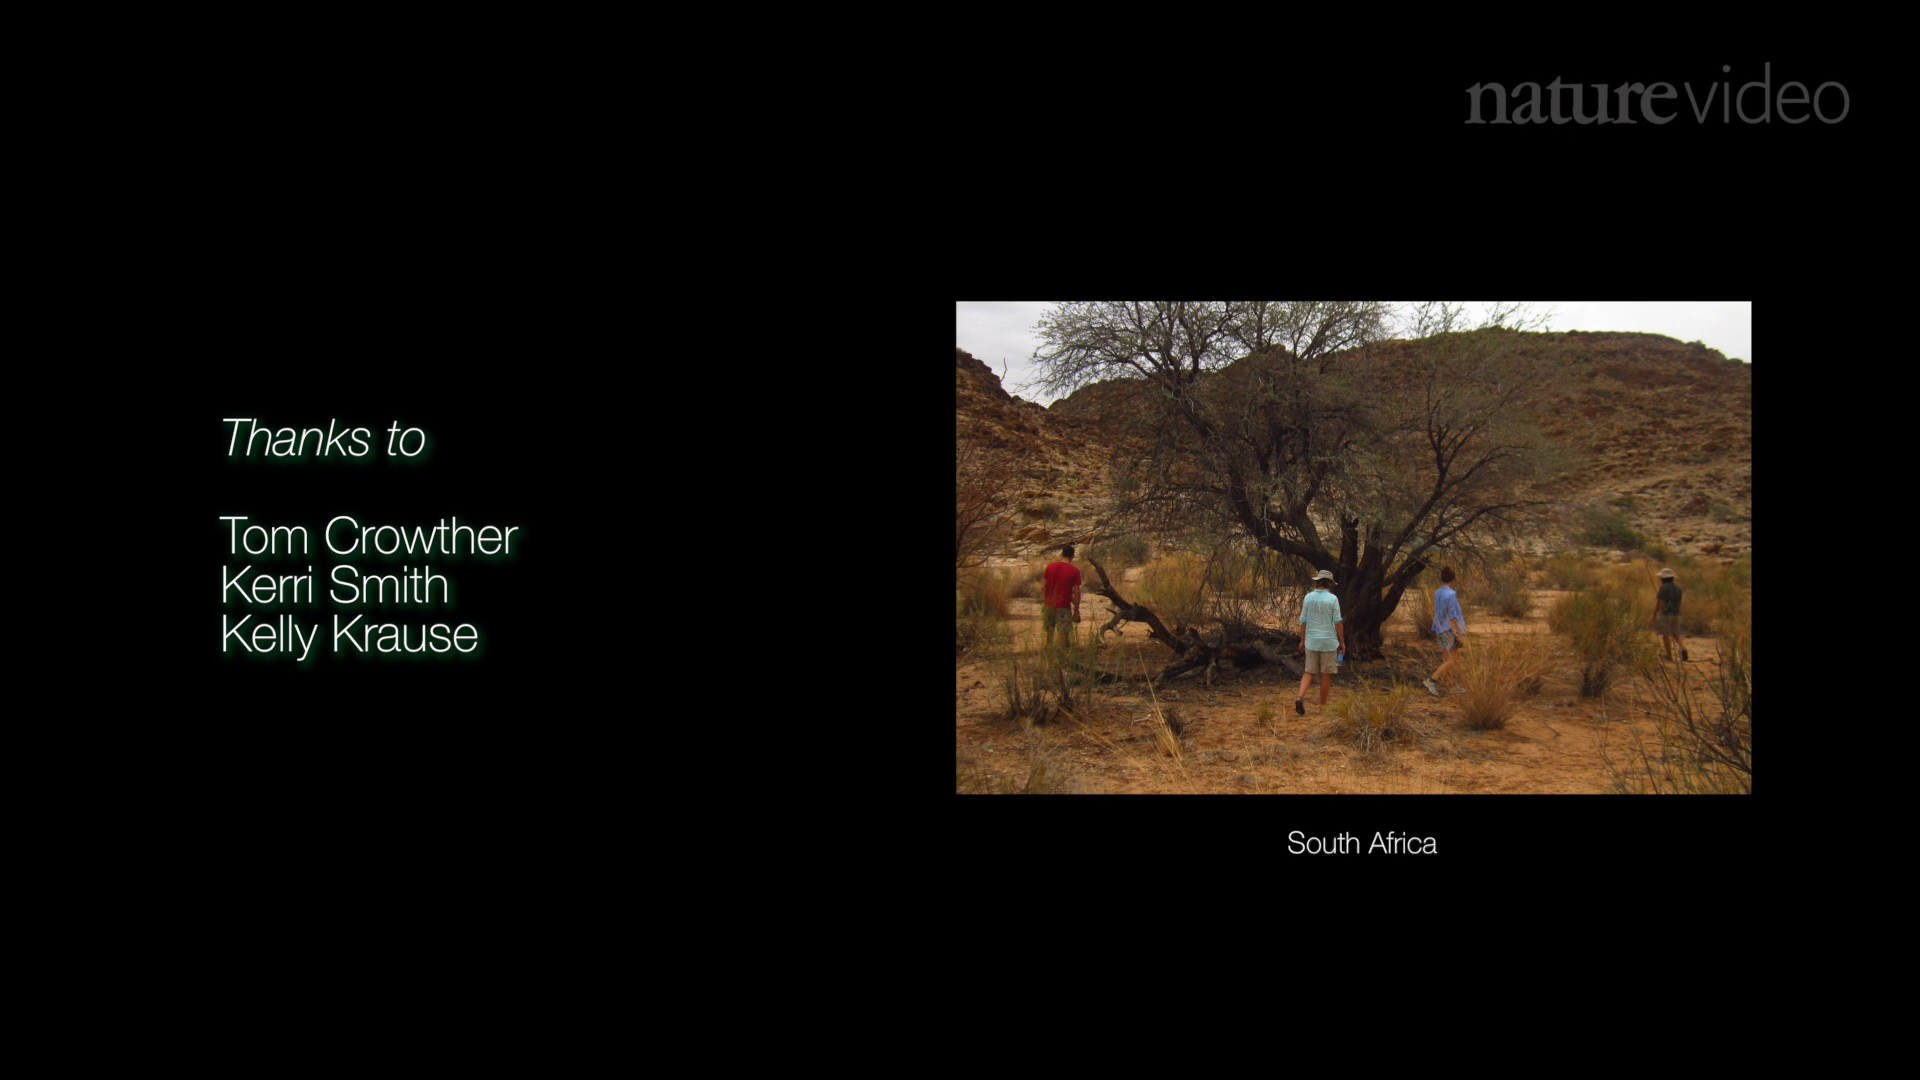 naturevideo
Thanks to
Tom Crowther
Kerri Smith
Kelly Krause
South Africa